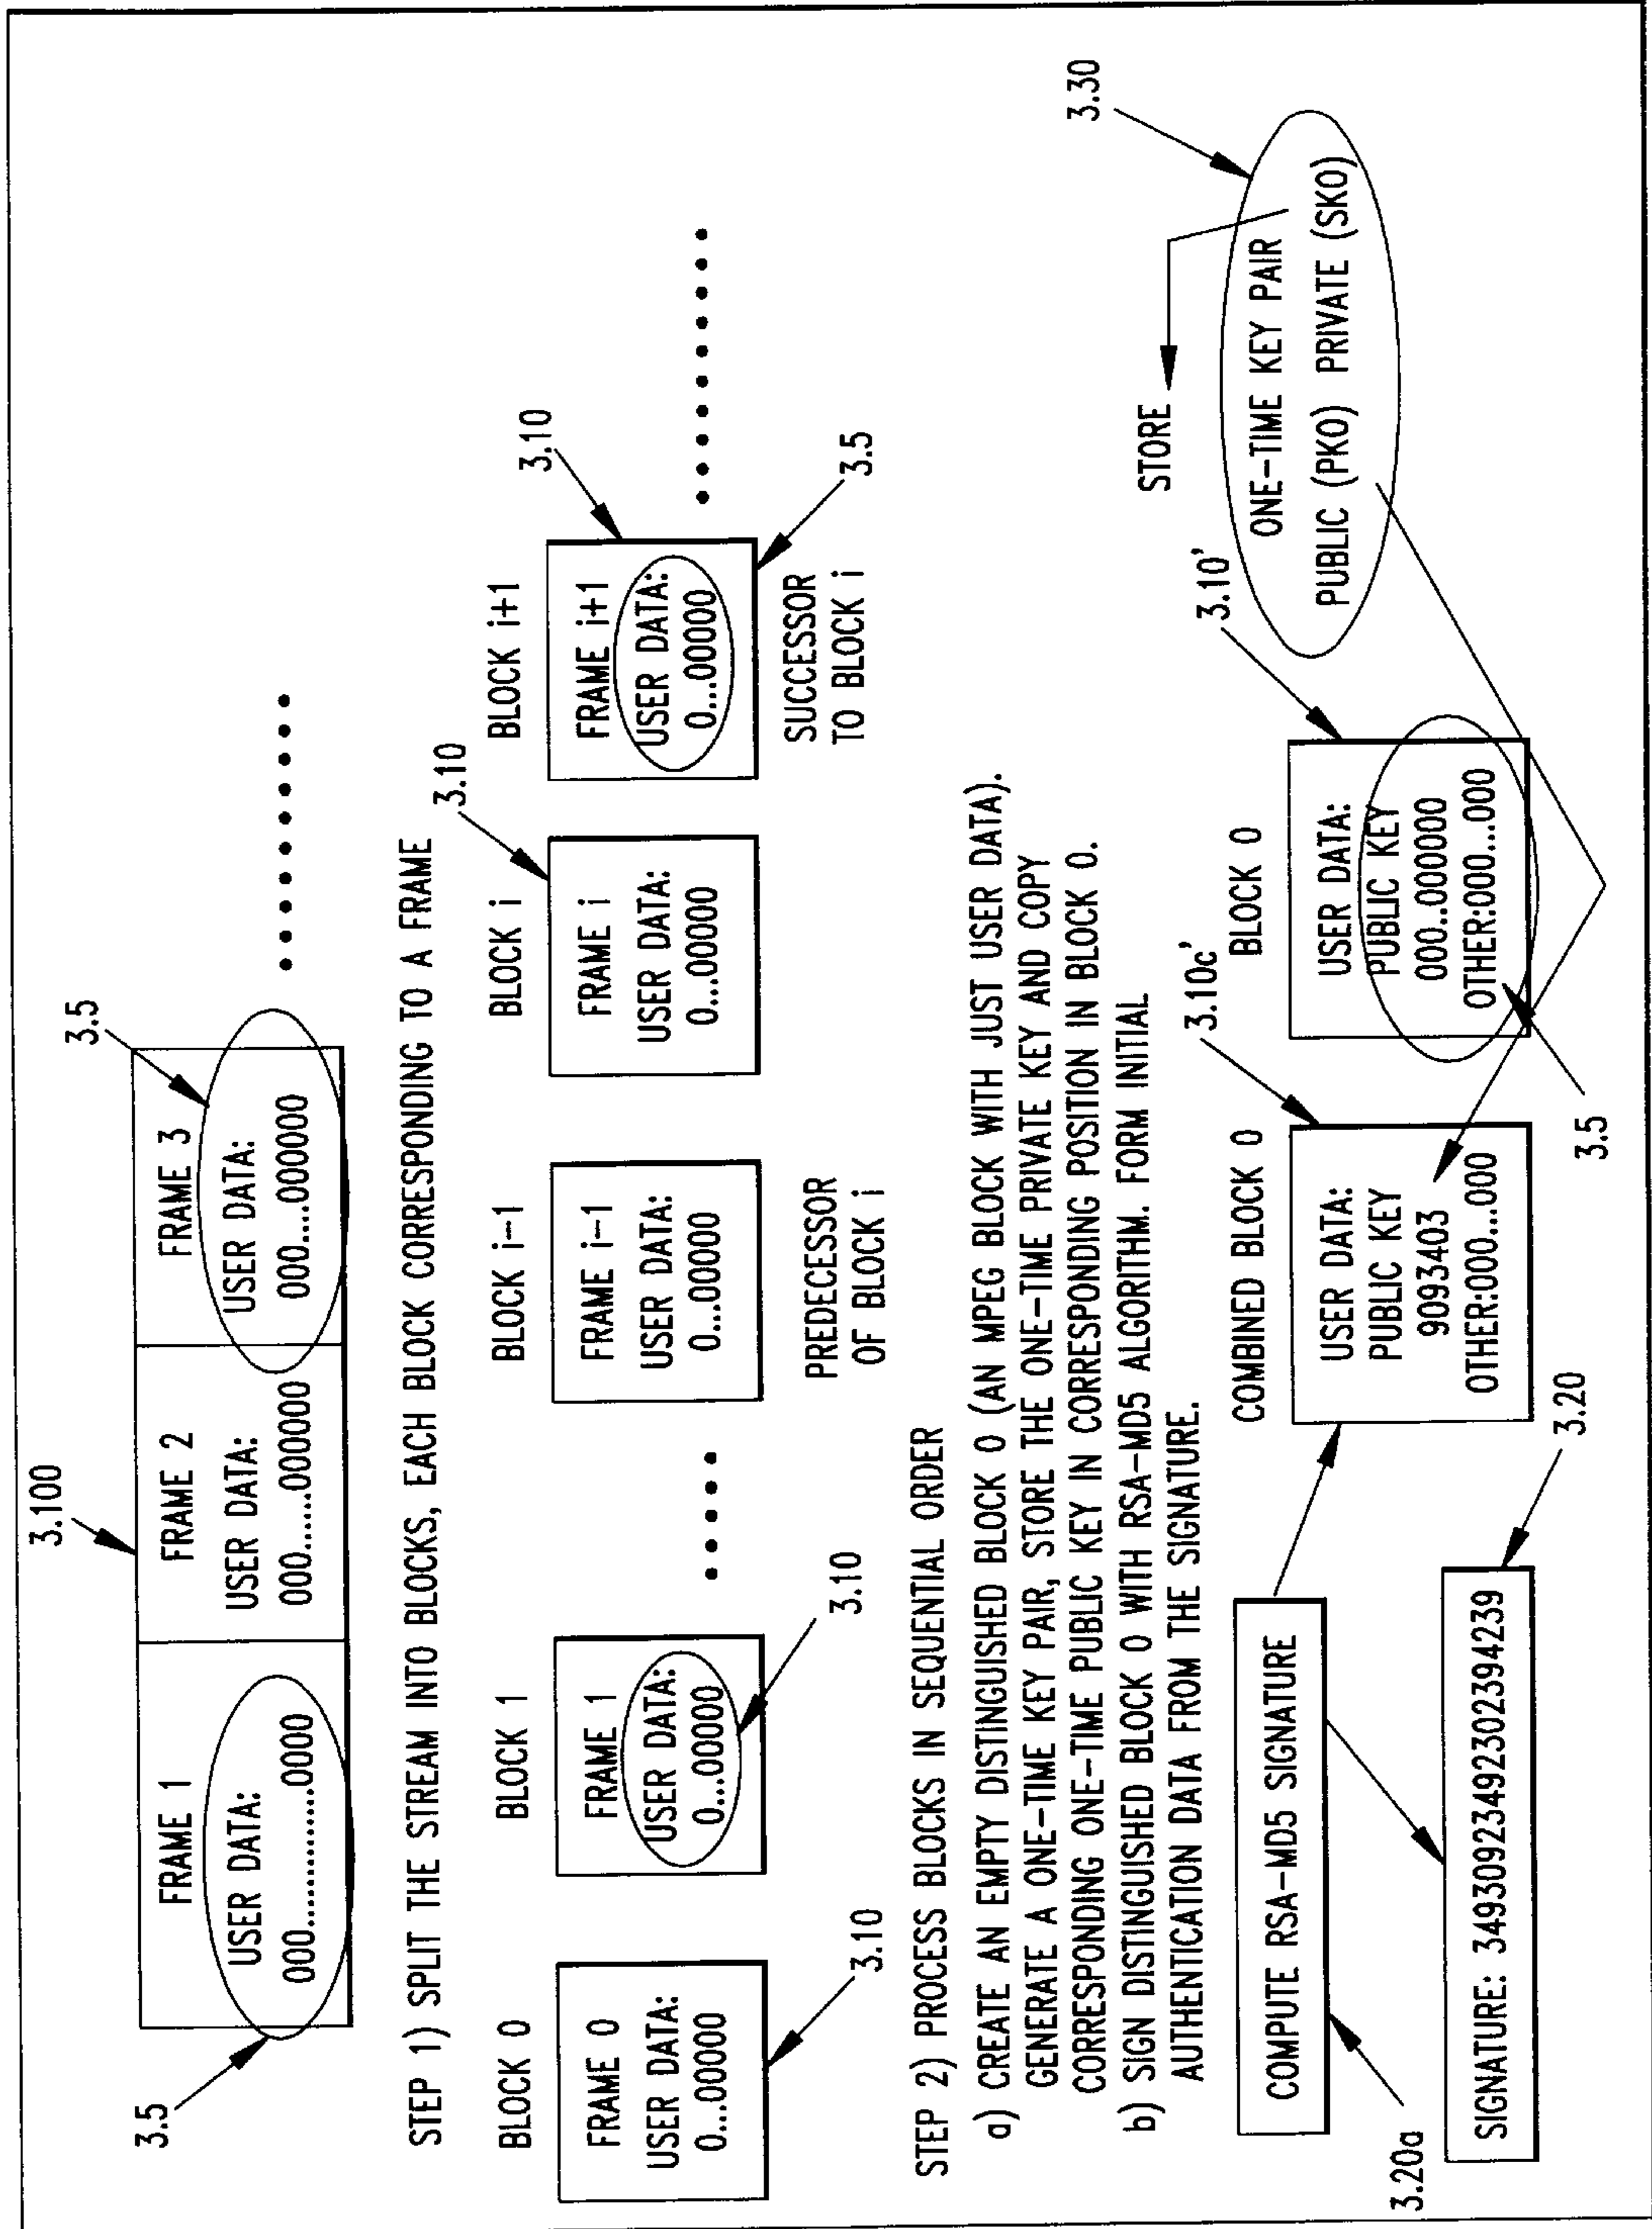 3.100
3.5
3.5
FRAME 1
USER DATA:
000...............0000
FRAME 2
USER DATA:
000.......0000000
FRAME 3
USER DATA:
000....000000
STEP 1) SPLIT THE STREAM INTO BLOCKS, EACH BLOCK CORRESPONDING TO A FRAME
BLOCK 0
FRAME 0
USER DATA:
0...00000
3.10
BLOCK 1
FRAME 1
USER DATA:
0...00000
3.10
BLOCK i-1
FRAME i-1
USER DATA:
0...00000
PREDECESSOR
OF BLOCK i
BLOCK i
3.10
FRAME i
USER DATA:
0...00000
BLOCK i+1
3.10
FRAME i+1
USER DATA:
0...00000
3.5
SUCCESSOR
TO BLOCK i
STEP 2) PROCESS BLOCKS IN SEQUENTIAL ORDER
a) CREATE AN EMPTY DISTINGUISHED BLOCK 0 (AN MPEG BLOCK WITH JUST USER DATA).
GENERATE A ONE-TIME KEY PAIR, STORE THE ONE-TIME PRIVATE KEY AND COPY
CORRESPONDING ONE-TIME PUBLIC KEY IN CORRESPONDING POSITION IN BLOCK 0.
b) SIGN DISTINGUISHED BLOCK 0 WITH RSA-MD5 ALGORITHM. FORM INITIAL
AUTHENTICATION DATA FROM THE SIGNATURE.
3.20a
COMPUTE RSA-MD5 SIGNATURE
SIGNATURE: 34930923492302394239
3.20
COMBINED BLOCK 0
3.10c'
USER DATA:
PUBLIC KEY
9093403
OTHER:000...000
3.5
BLOCK 0
3.10'
USER DATA:
PUBLIC KEY
000..000000
OTHER:000...000
STORE
3.30
ONE-TIME KEY PAIR
PUBLIC (PK0) PRIVATE (SK0)